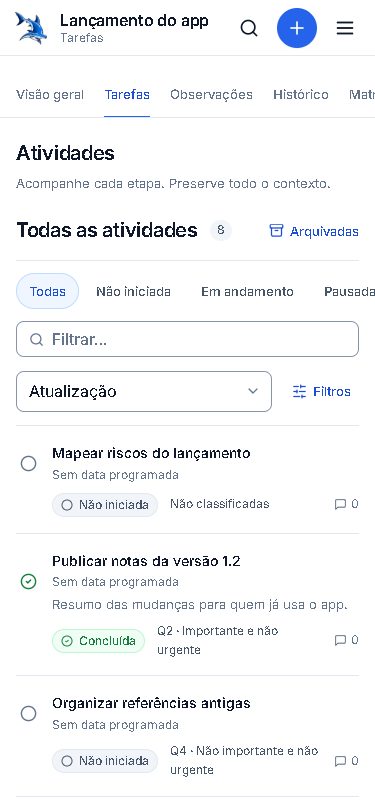 Lançamento do app
Tarefas
Visão geral Tarefas Observações Histórico Matr
Atividades
Acompanhe cada etapa. Preserve todo o contexto.
Todas as atividades 8 Arquivadas
Todas Não iniciada Em andamento Pausada
Filtrar...
Atualização Filtros
Mapear riscos do lançamento
Sem data programada
Não iniciada Não classificadas 0
Publicar notas da versão 1.2
Sem data programada
Resumo das mudanças para quem já usa o app.
Concluída Q2 · Importante e não urgente 0
Organizar referências antigas
Sem data programada
Não iniciada Q4 · Não importante e não urgente 0